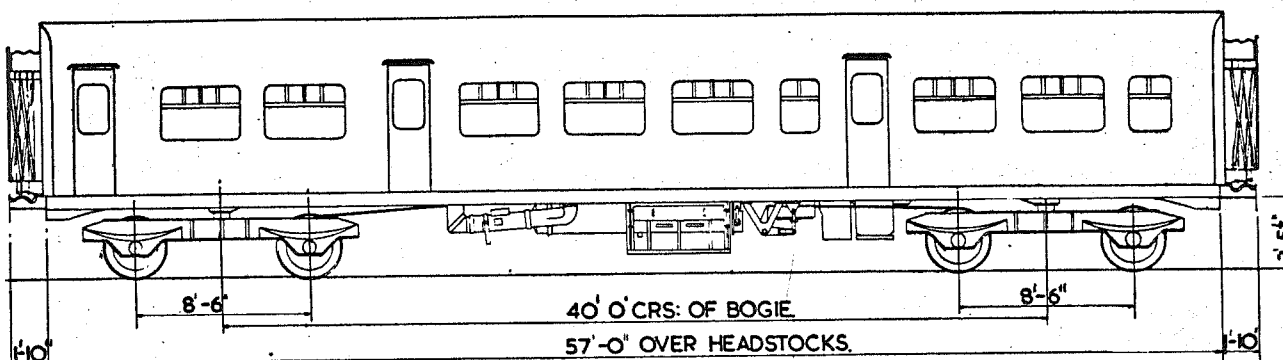 8'-6"
40' 0" CRS: OF BOGIE.
8'-6"
1'-10"
57'-0" OVER HEADSTOCKS.
1'-10"